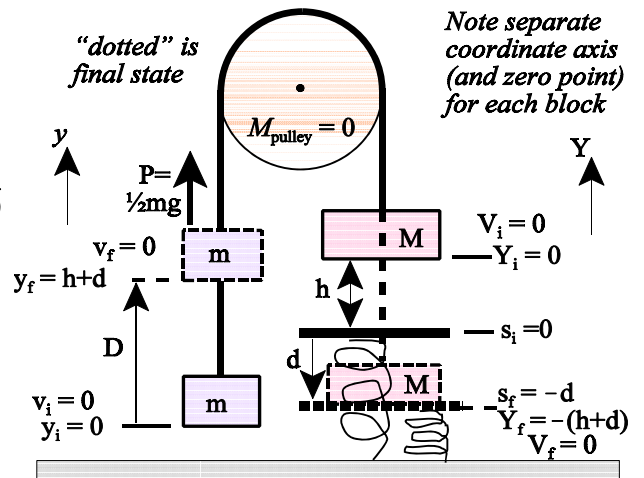 “dotted” is
final state
Note separate
coordinate axis
(and zero point)
for each block
M_pulley = 0
y
Y
P=
½mg
v_f = 0
m
y_f = h+d
D
v_i = 0
y_i = 0
m
M
V_i = 0
Y_i = 0
h
s_i =0
d
M
s_f = −d
Y_f = −(h+d)
V_f = 0